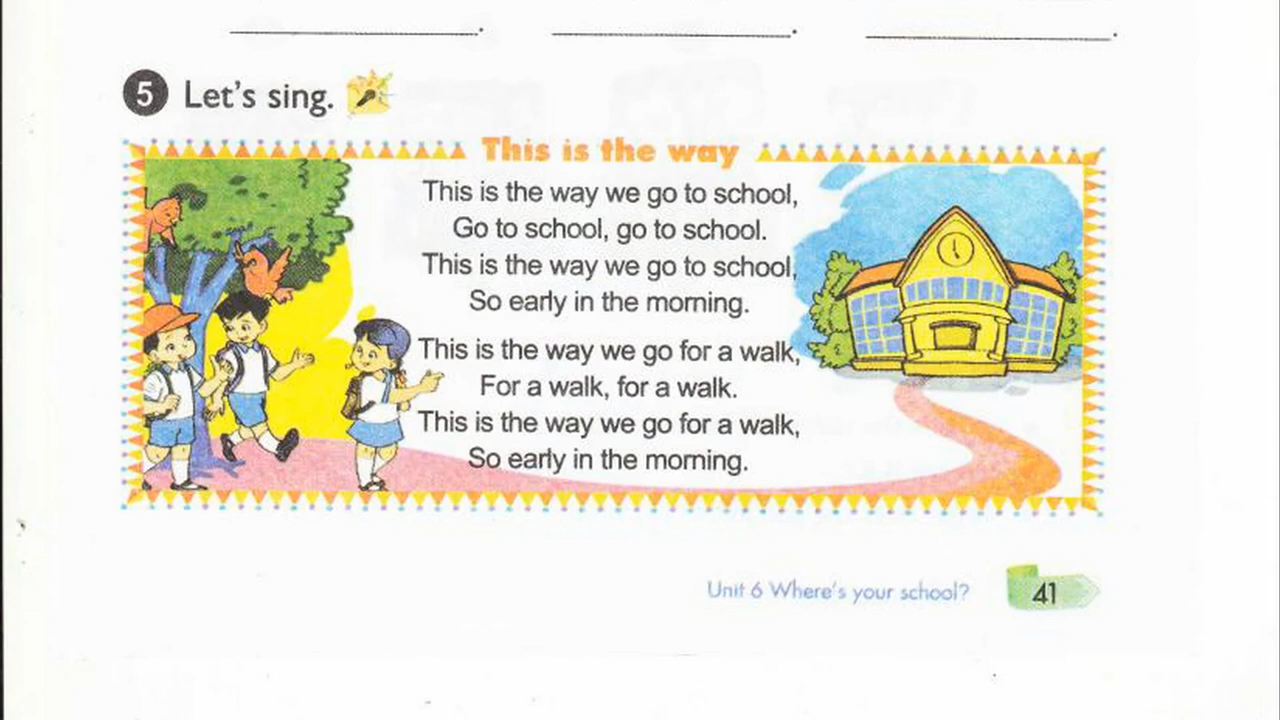 5 Let's sing.
This is the way
This is the way we go to school,
Go to school, go to school.
This is the way we go to school,
So early in the morning.
This is the way we go for a walk,
For a walk, for a walk.
This is the way we go for a walk,
So early in the morning.
Unit 6 Where's your school? 41